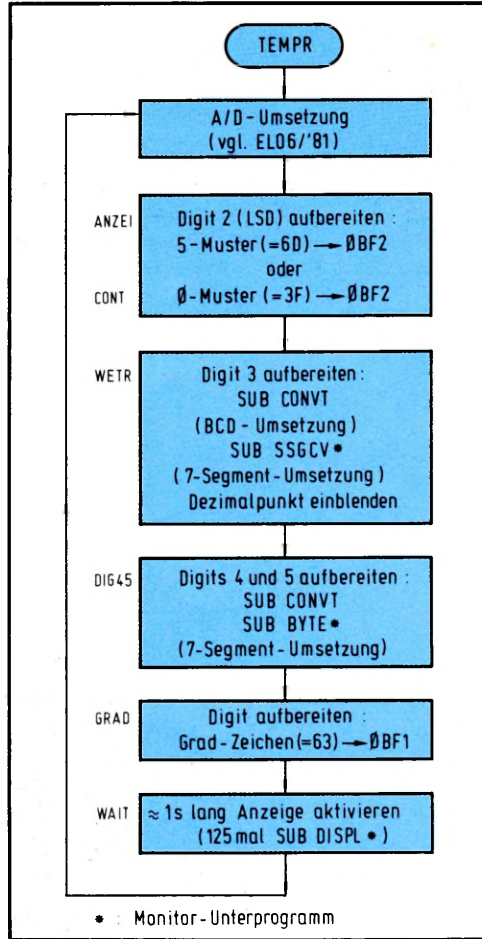 TEMPR
A/D-Umsetzung
(vgl. ELO6/'81)
ANZEI
Digit 2 (LSD) aufbereiten :
5-Muster (=6D) → ØBF2
oder
CONT
Ø-Muster (=3F) → ØBF2
WETR
Digit 3 aufbereiten :
SUB CONVT
(BCD - Umsetzung)
SUB SSGCV *
(7-Segment-Umsetzung)
Dezimalpunkt einblenden
DIG45
Digits 4 und 5 aufbereiten :
SUB CONVT
SUB BYTE *
(7-Segment-Umsetzung)
GRAD
Digit aufbereiten :
Grad-Zeichen (=63) → ØBF1
WAIT
≈ 1s lang Anzeige aktivieren
(125 mal SUB DISPL * )
* : Monitor-Unterprogramm